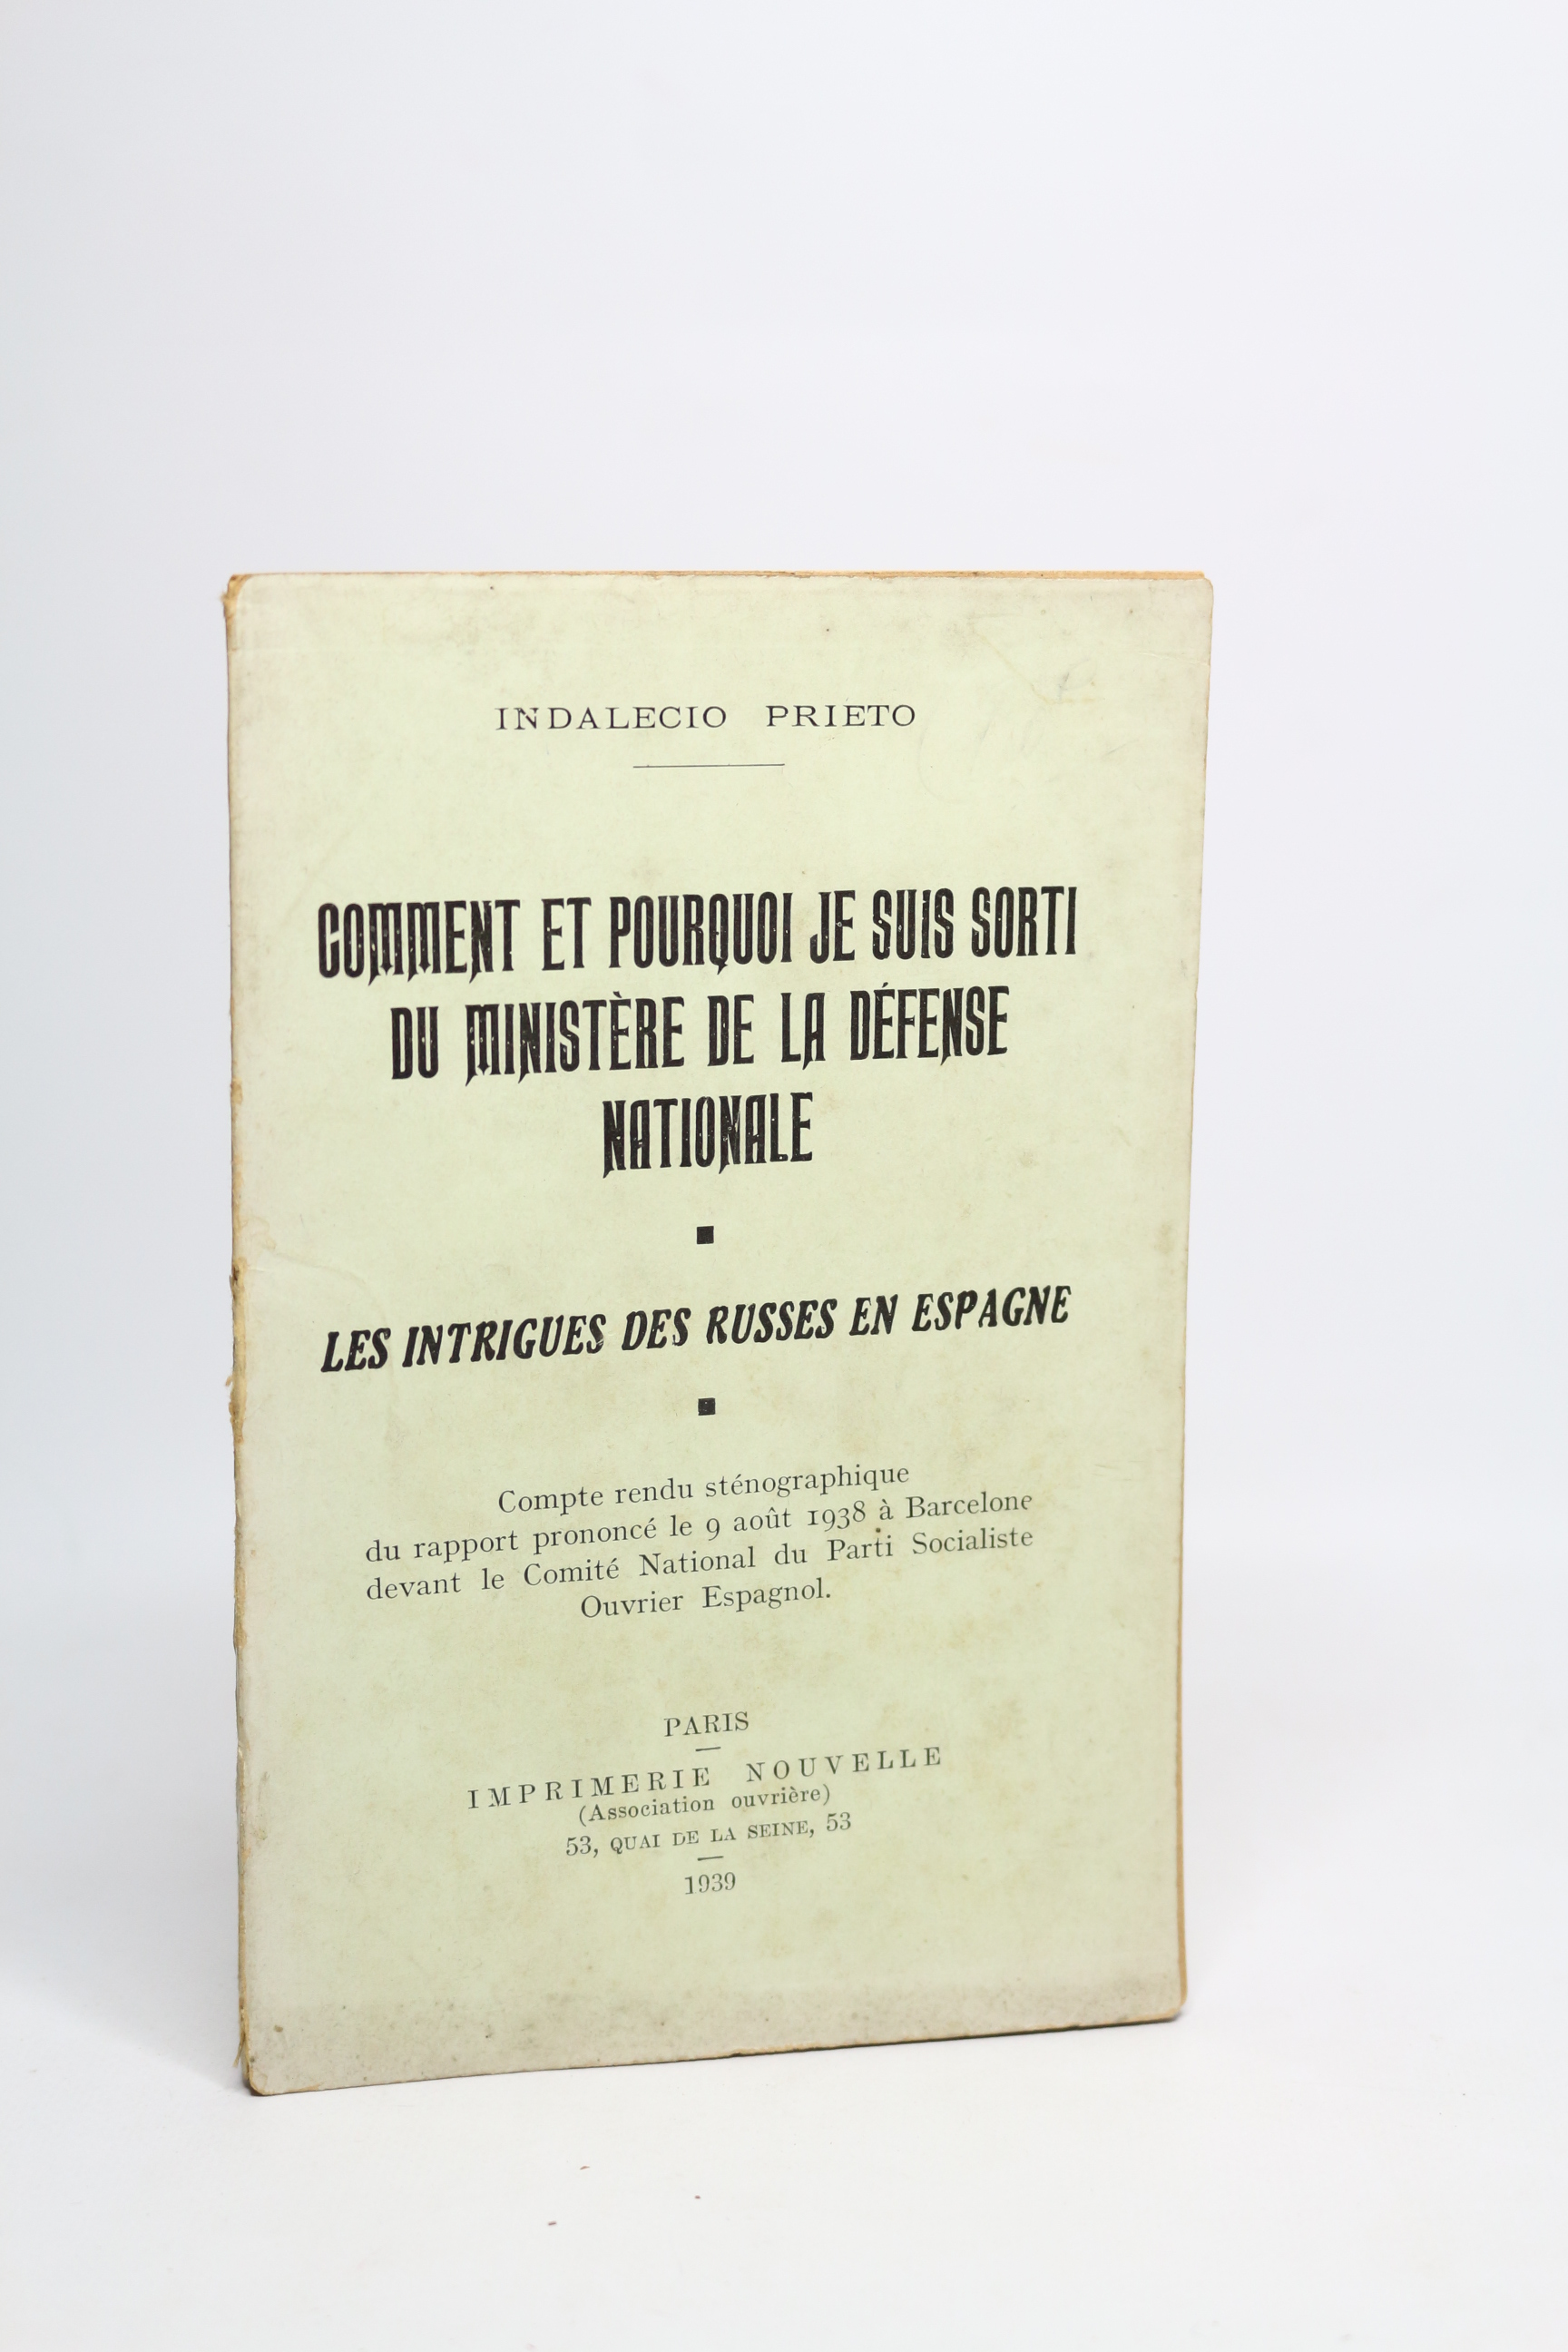 INDALECIO PRIETO
COMMENT ET POURQUOI JE SUIS SORTI
DU MINISTÈRE DE LA DÉFENSE
NATIONALE
LES INTRIGUES DES RUSSES EN ESPAGNE
Compte rendu sténographique
du rapport prononcé le 9 août 1938 à Barcelone
devant le Comité National du Parti Socialiste
Ouvrier Espagnol.
PARIS
IMPRIMERIE NOUVELLE
(Association ouvrière)
53, QUAI DE LA SEINE, 53
1939